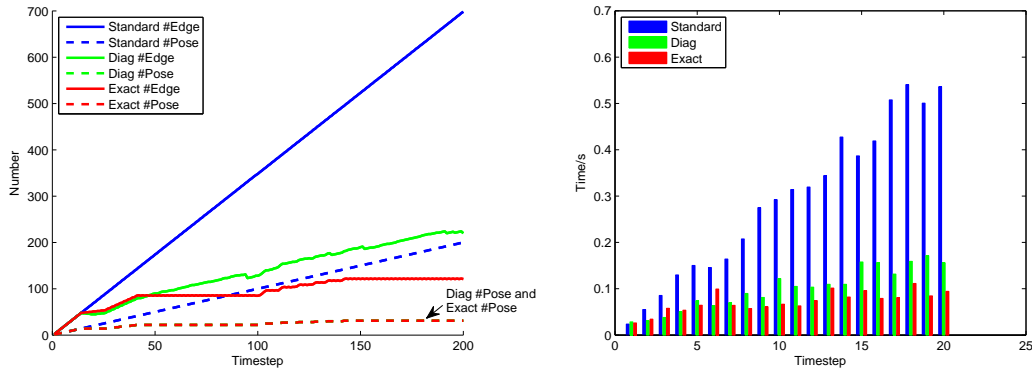 700
600
500
400
300
200
100
0
Number
0 50 100 150 200
Timestep
Standard #Edge
Standard #Pose
Diag #Edge
Diag #Pose
Exact #Edge
Exact #Pose
Diag #Pose and
Exact #Pose
0.7
0.6
0.5
0.4
0.3
0.2
0.1
0
Time/s
0 5 10 15 20 25
Timestep
Standard
Diag
Exact